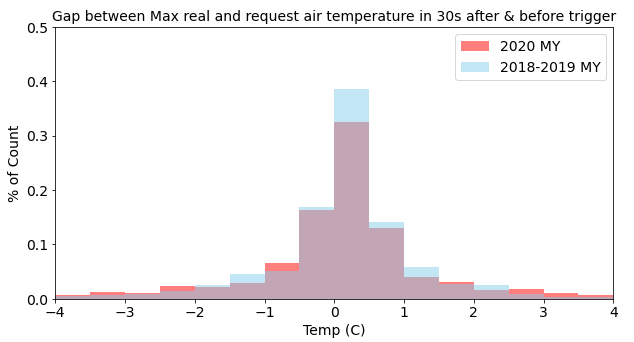 Gap between Max real and request air temperature in 30s after & before trigger
0.5
0.4
0.3
0.2
0.1
0.0
% of Count
2020 MY
2018-2019 MY
−4 −3 −2 −1 0 1 2 3 4
Temp (C)